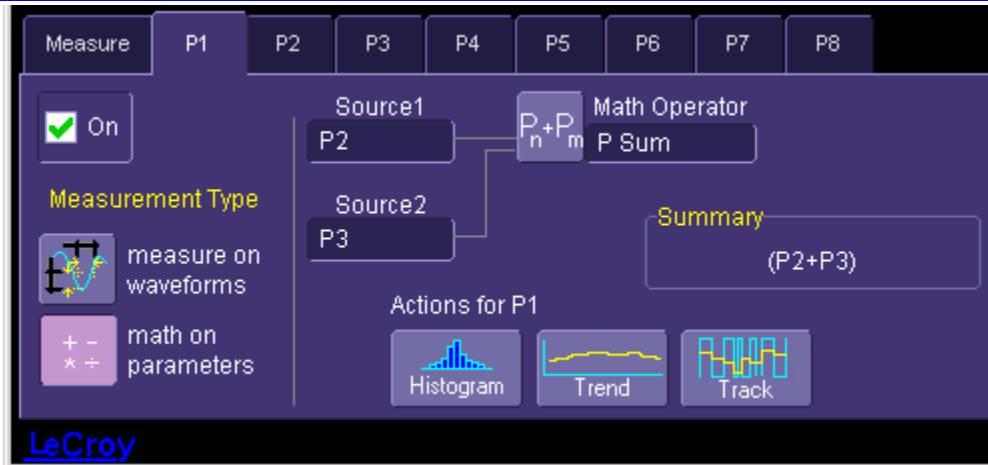 Measure P1 P2 P3 P4 P5 P6 P7 P8
On
Measurement Type
measure on
waveforms
+ -
* ÷
math on
parameters
Source1
P2
Source2
P3
Pn+Pm
Math Operator
P Sum
Summary
(P2+P3)
Actions for P1
Histogram
Trend
Track
LeCroy